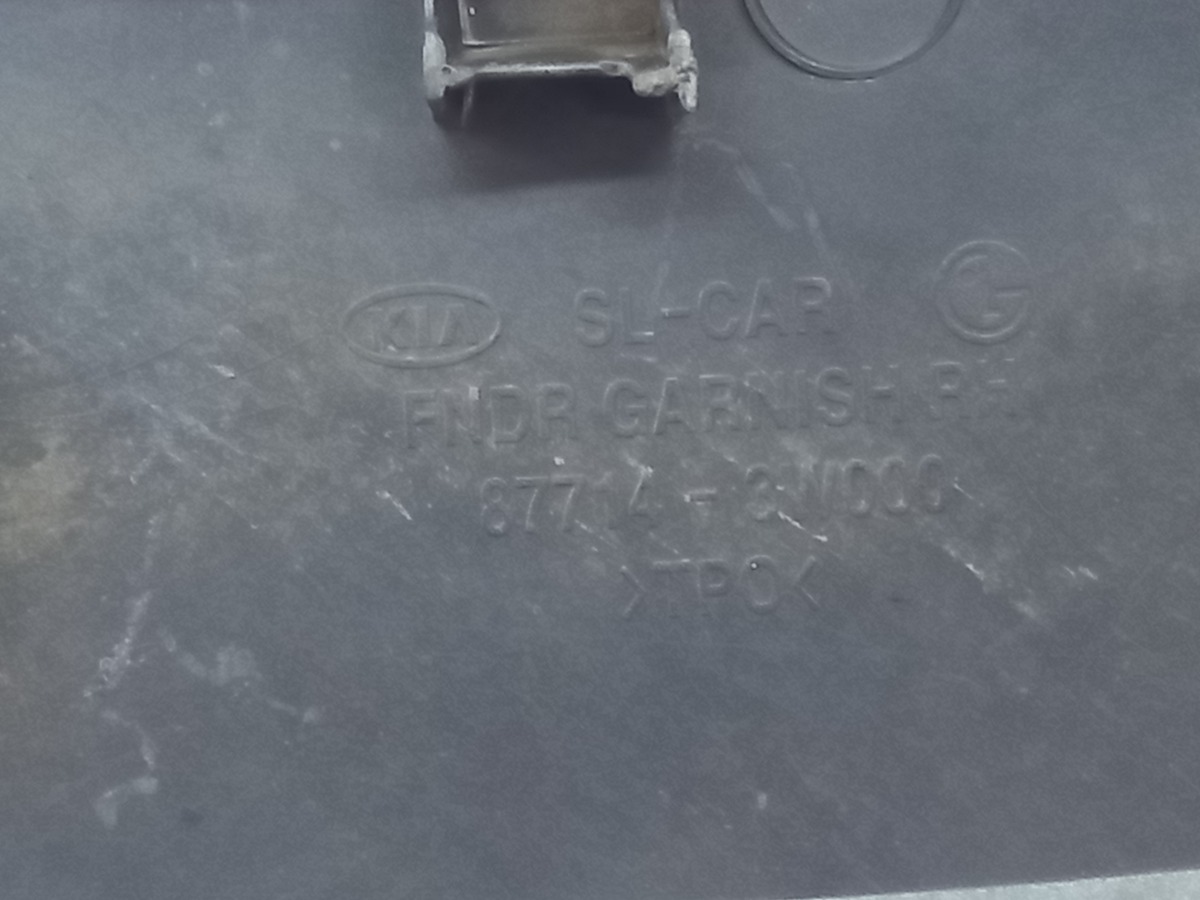 KIA SL-CAR G
FNDR GARNISH RH
87714-3W000
>TPO<